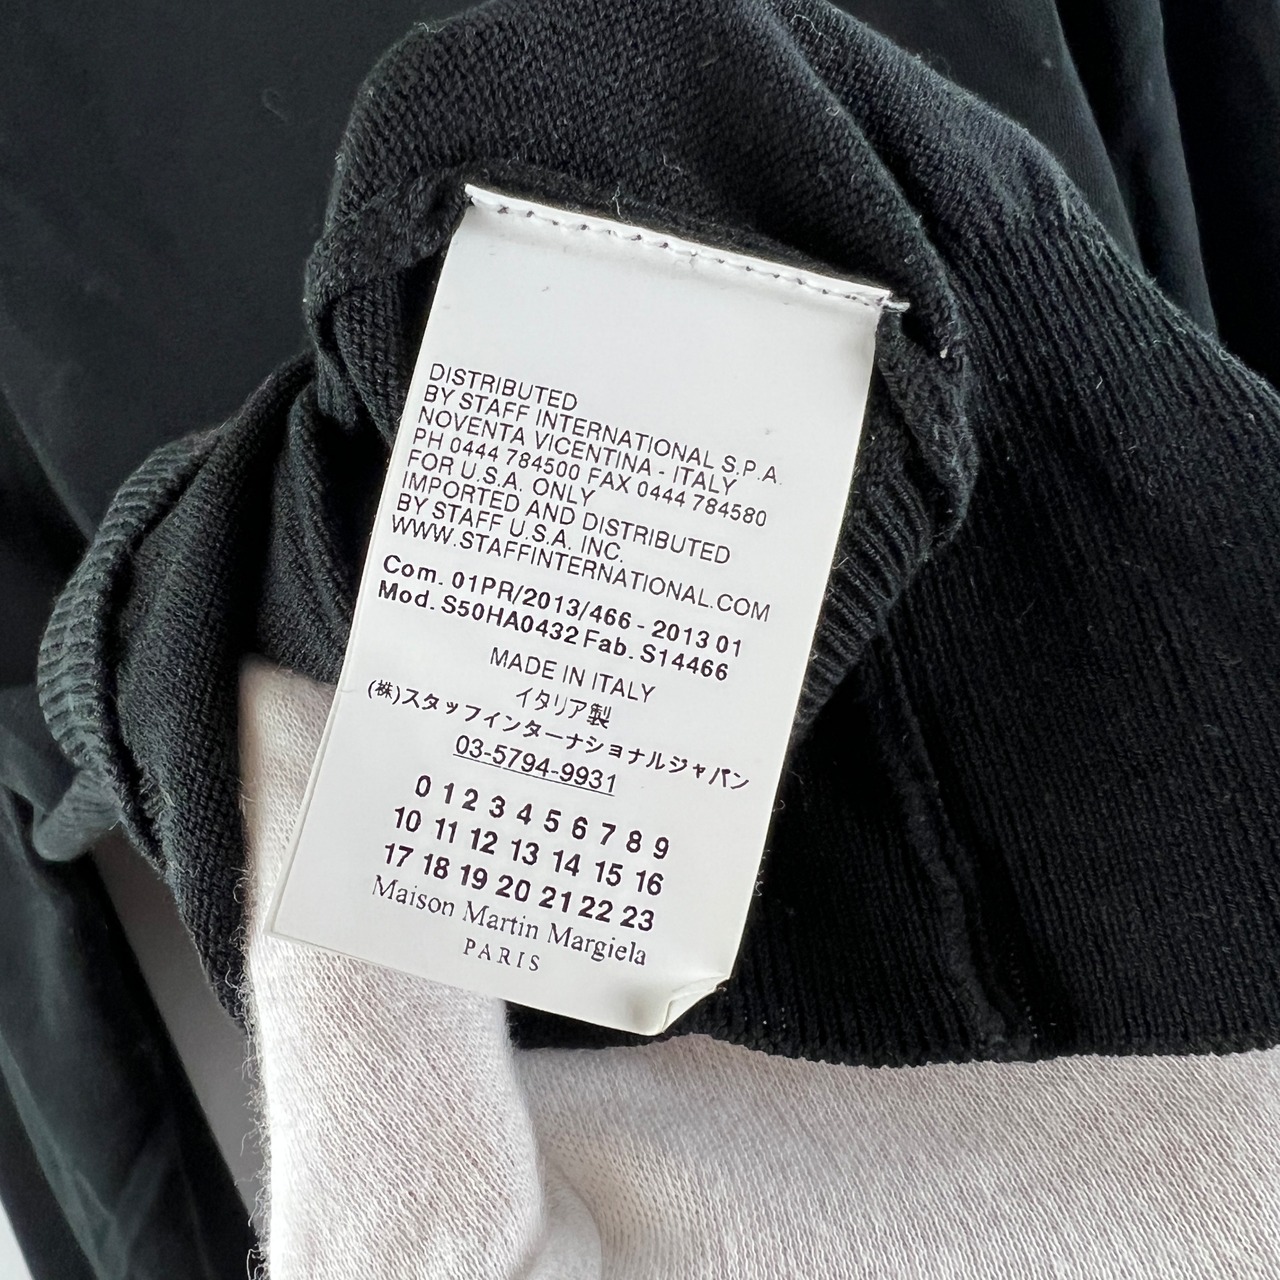 DISTRIBUTED
BY STAFF INTERNATIONAL S.P.A.
NOVENTA VICENTINA - ITALY
PH 0444 784500 FAX 0444 784580
FOR U.S.A. ONLY
IMPORTED AND DISTRIBUTED
BY STAFF U.S.A. INC.
WWW.STAFFINTERNATIONAL.COM
Com. 01PR/2013/466 - 2013 01
Mod. S50HA0432 Fab. S14466
MADE IN ITALY
イタリア製
(株)スタッフインターナショナルジャパン
03-5794-9931
0 1 2 3 4 5 6 7 8 9
10 11 12 13 14 15 16
17 18 19 20 21 22 23
Maison Martin Margiela
PARIS